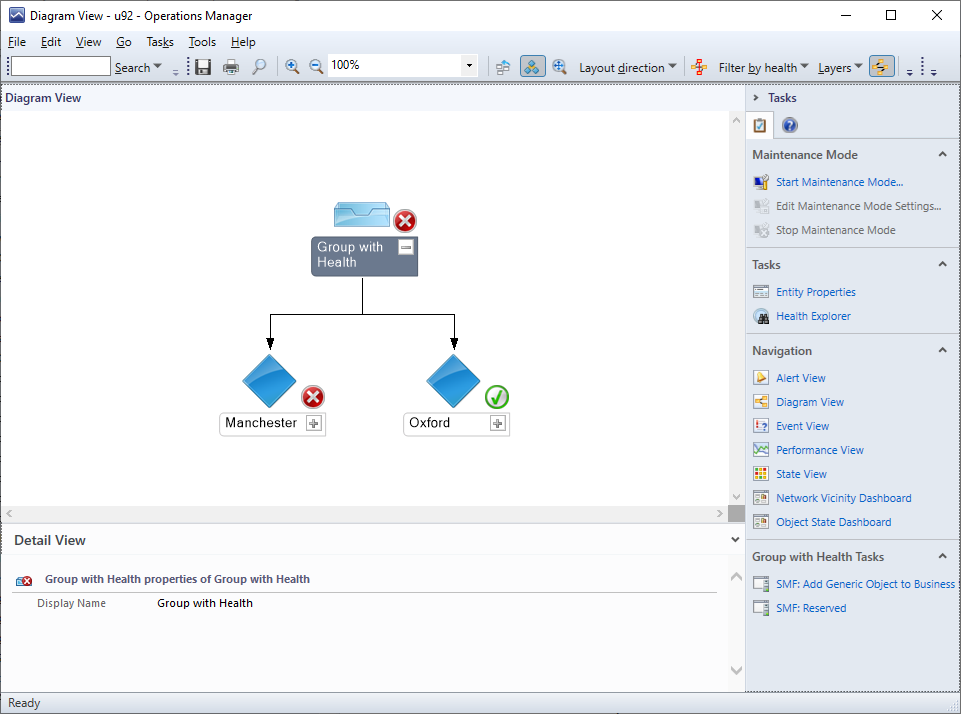 Diagram View - u92 - Operations Manager
File Edit View Go Tasks Tools Help
Search 100% Layout direction Filter by health Layers
Diagram View
Group with
Health
Manchester
Oxford
Detail View
Group with Health properties of Group with Health
Display Name Group with Health
Tasks
Maintenance Mode
Start Maintenance Mode...
Edit Maintenance Mode Settings...
Stop Maintenance Mode
Tasks
Entity Properties
Health Explorer
Navigation
Alert View
Diagram View
Event View
Performance View
State View
Network Vicinity Dashboard
Object State Dashboard
Group with Health Tasks
SMF: Add Generic Object to Business
SMF: Reserved
Ready